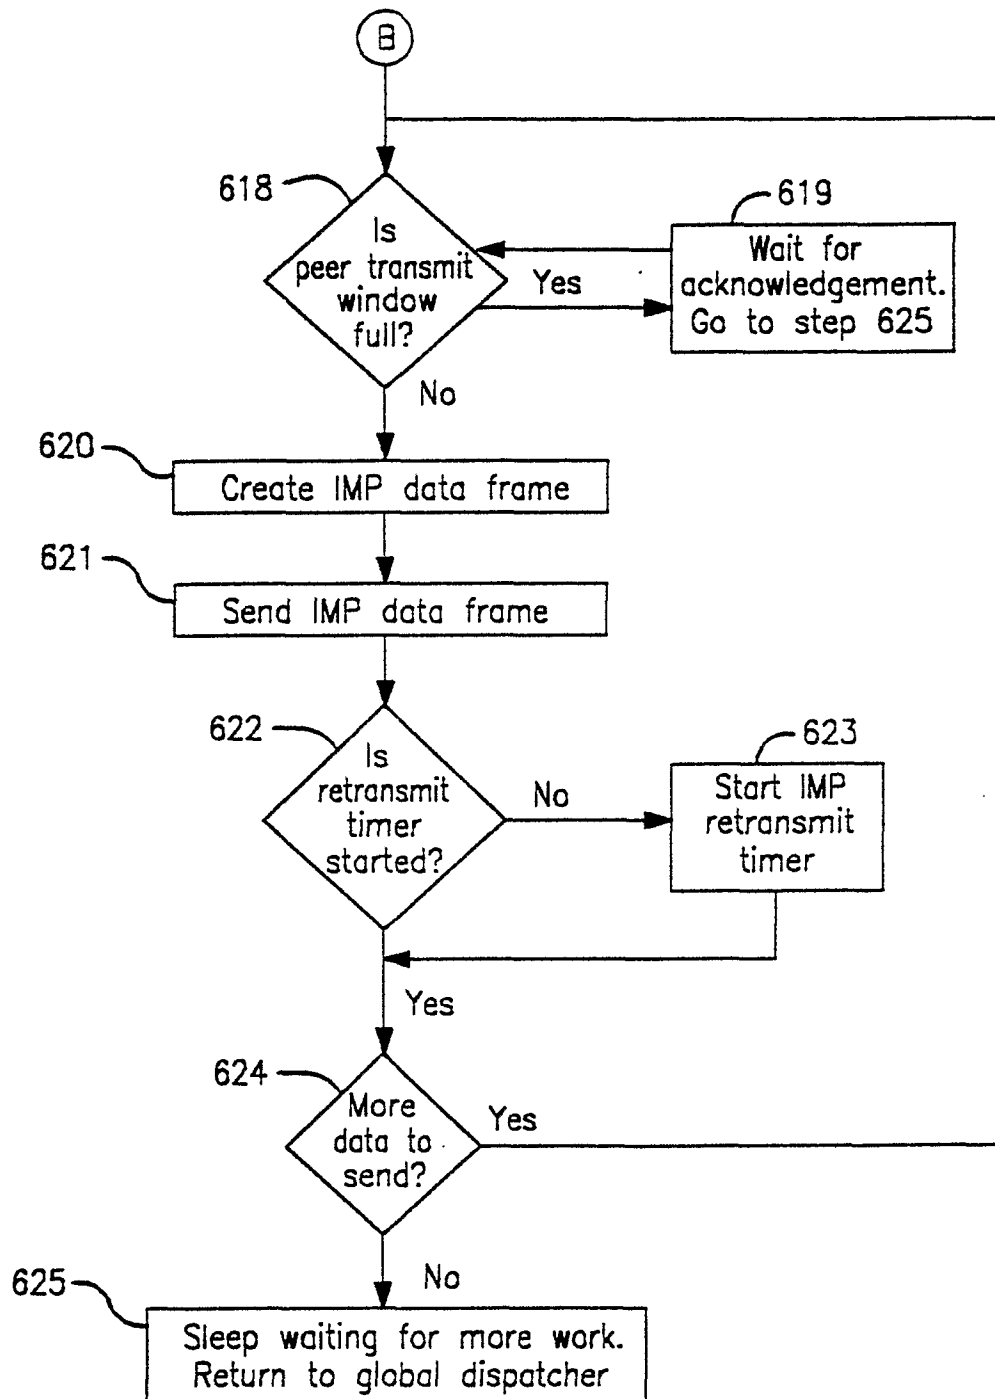 B
618
Is
peer transmit
window
full?
Yes
619
Wait for
acknowledgement.
Go to step 625
No
620
Create IMP data frame
621
Send IMP data frame
622
Is
retransmit
timer
started?
No
623
Start IMP
retransmit
timer
Yes
624
More
data to
send?
Yes
No
625
Sleep waiting for more work.
Return to global dispatcher